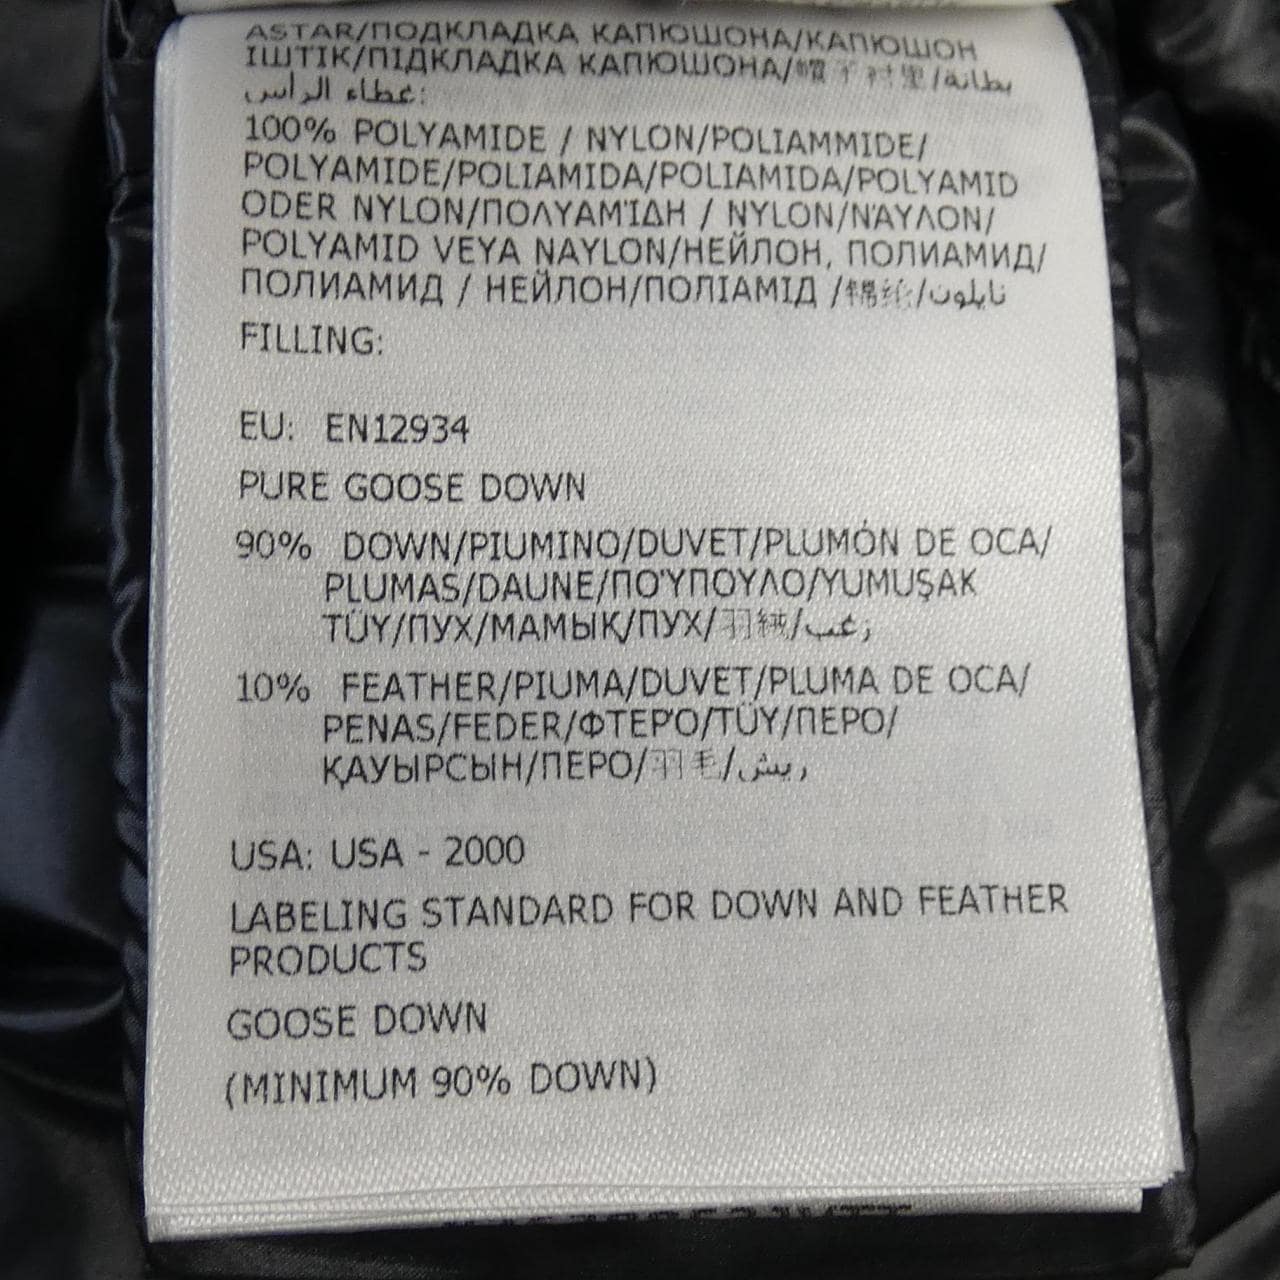 ASTAR/ПОДКЛАДКА КАПЮШОНА/КАПЮШОН
ІШТІК/ПІДКЛАДКА КАПЮШОНА/帽子衬里/بطانة
غطاء الرأس:
100% POLYAMIDE / NYLON/POLIAMMIDE/
POLYAMIDE/POLIAMIDA/POLIAMIDA/POLYAMID
ODER NYLON/ΠΟΛΥΑΜΊΔΗ / NYLON/ΝΆΥΛΟΝ/
POLYAMID VEYA NAYLON/НЕЙЛОН, ПОЛИАМИД/
ПОЛИАМИД / НЕЙЛОН/ПОЛІАМІД /锦纶/نايلون
FILLING:
EU: EN12934
PURE GOOSE DOWN
90% DOWN/PIUMINO/DUVET/PLUMÓN DE OCA/
PLUMAS/DAUNE/ΠΟΎΠΟΥΛΟ/YUMUŞAK
TÜY/ПУХ/МАМЫҚ/ПУХ/羽绒/زغب
10% FEATHER/PIUMA/DUVET/PLUMA DE OCA/
PENAS/FEDER/ΦΤΕΡΌ/TÜY/ПЕРО/
ҚАУЫРСЫН/ПЕРО/羽毛/ريش
USA: USA - 2000
LABELING STANDARD FOR DOWN AND FEATHER
PRODUCTS
GOOSE DOWN
(MINIMUM 90% DOWN)